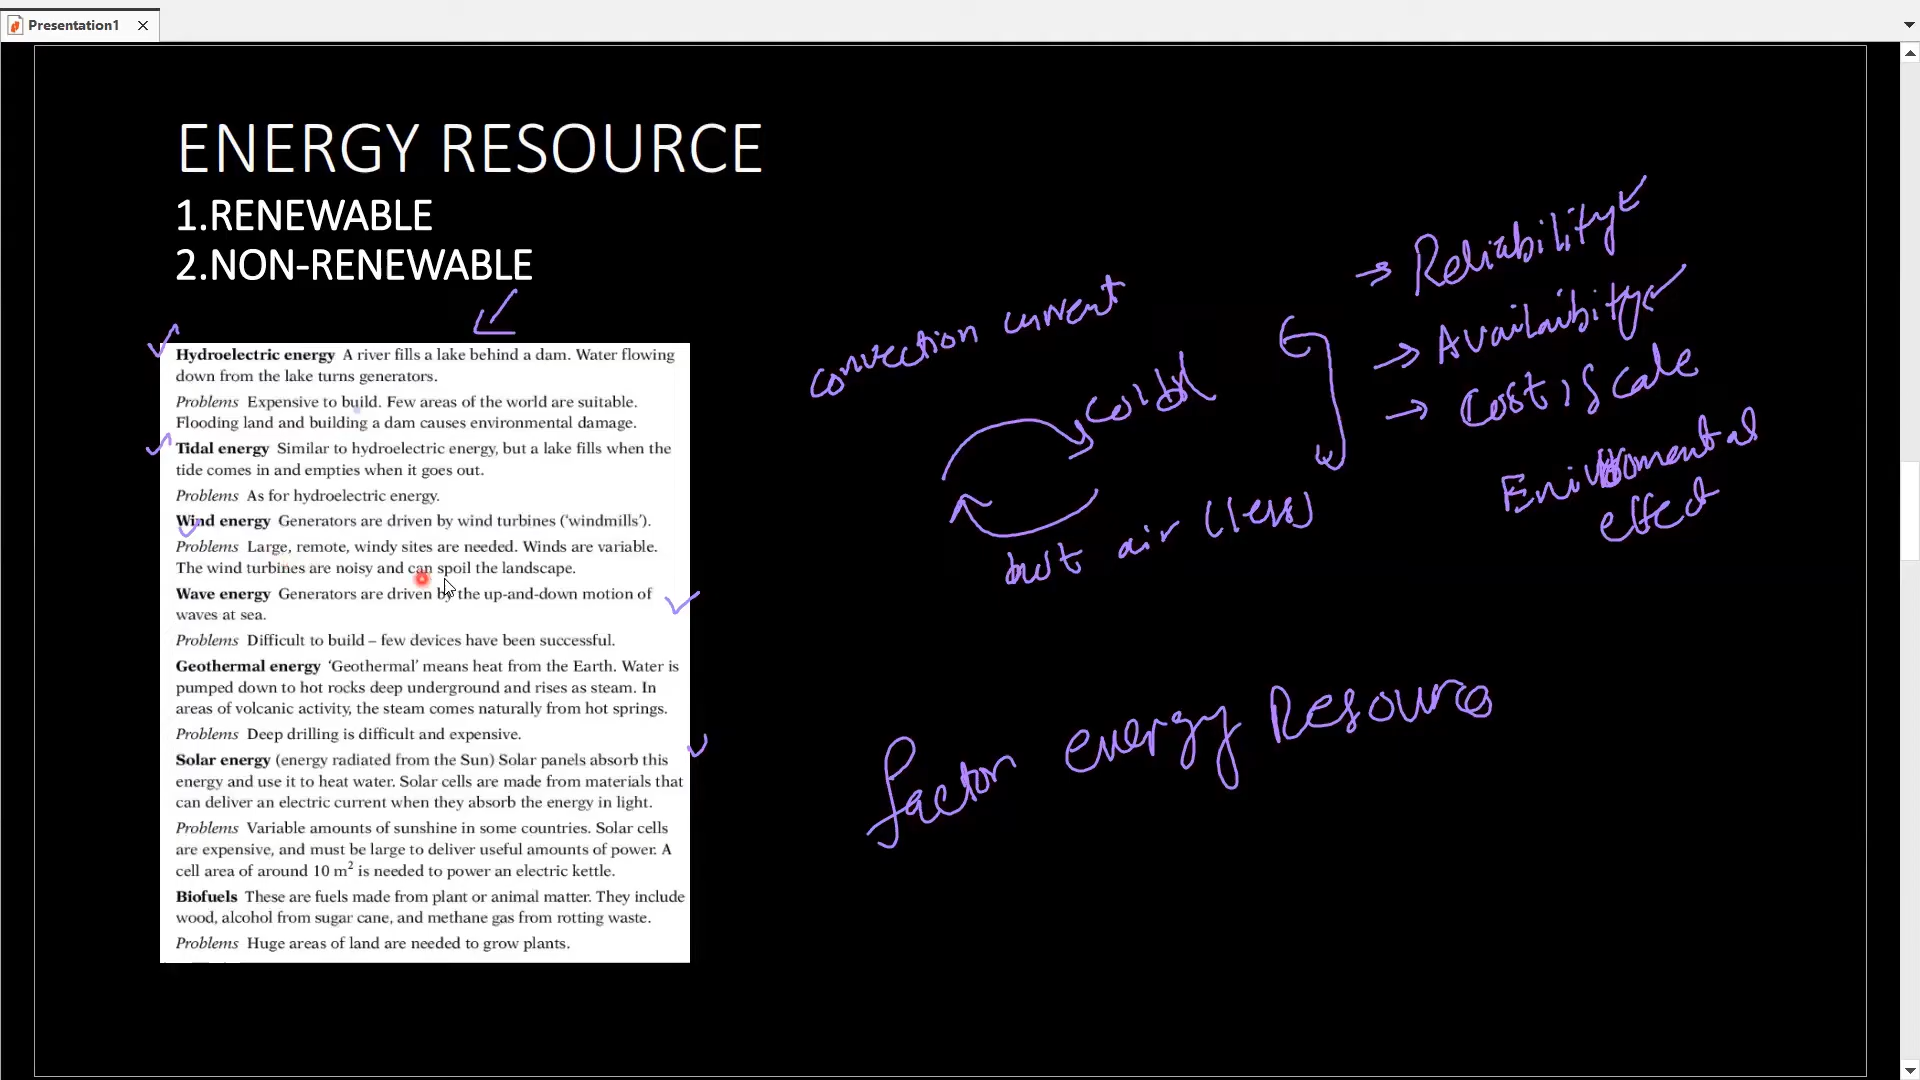 Presentation1
ENERGY RESOURCE
1.RENEWABLE
2.NON-RENEWABLE
Hydroelectric energy A river fills a lake behind a dam. Water flowing
down from the lake turns generators.
Problems Expensive to build. Few areas of the world are suitable.
Flooding land and building a dam causes environmental damage.
Tidal energy Similar to hydroelectric energy, but a lake fills when the
tide comes in and empties when it goes out.
Problems As for hydroelectric energy.
Wind energy Generators are driven by wind turbines (‘windmills’).
Problems Large, remote, windy sites are needed. Winds are variable.
The wind turbines are noisy and can spoil the landscape.
Wave energy Generators are driven by the up-and-down motion of
waves at sea.
Problems Difficult to build – few devices have been successful.
Geothermal energy ‘Geothermal’ means heat from the Earth. Water is
pumped down to hot rocks deep underground and rises as steam. In
areas of volcanic activity, the steam comes naturally from hot springs.
Problems Deep drilling is difficult and expensive.
Solar energy (energy radiated from the Sun) Solar panels absorb this
energy and use it to heat water. Solar cells are made from materials that
can deliver an electric current when they absorb the energy in light.
Problems Variable amounts of sunshine in some countries. Solar cells
are expensive, and must be large to deliver useful amounts of power. A
cell area of around 10 m² is needed to power an electric kettle.
Biofuels These are fuels made from plant or animal matter. They include
wood, alcohol from sugar cane, and methane gas from rotting waste.
Problems Huge areas of land are needed to grow plants.
convection current
hot air (less)
→ Reliability
→ Availaibity
→ Cost, scale
effect
factor energy Resource